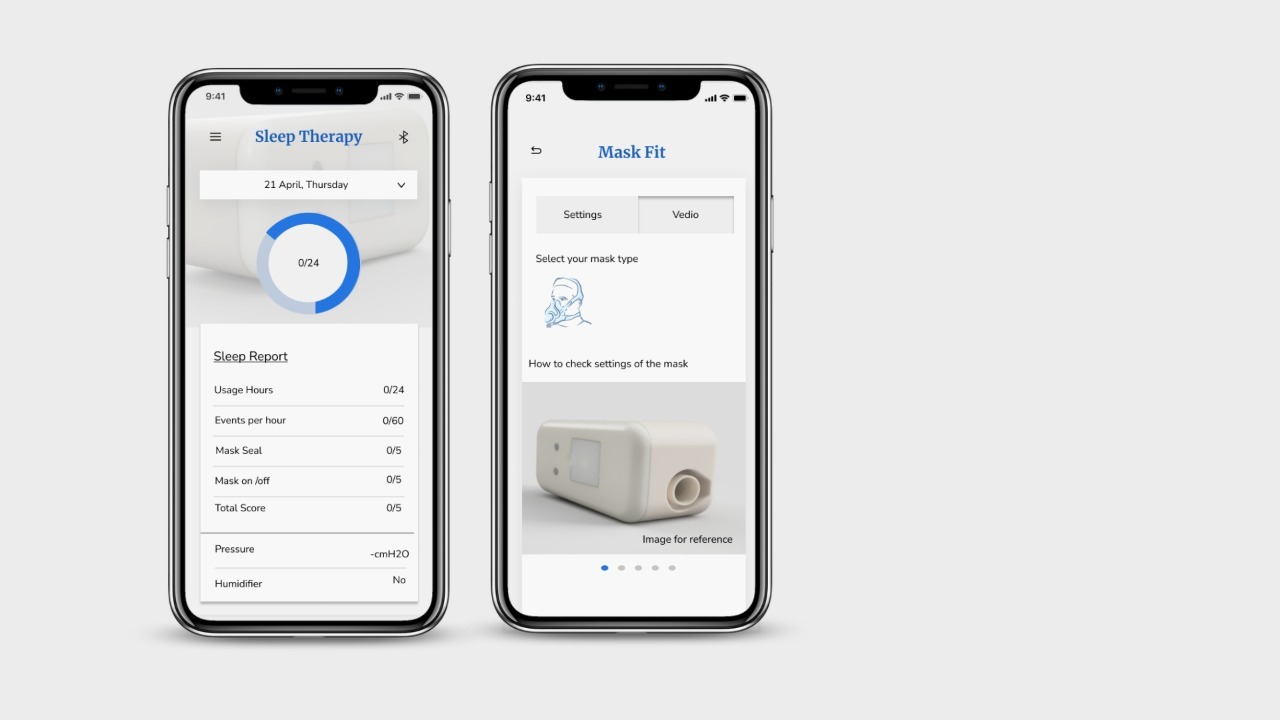 9:41
Sleep Therapy
21 April, Thursday
0/24
Sleep Report
Usage Hours 0/24
Events per hour 0/60
Mask Seal 0/5
Mask on /off 0/5
Total Score 0/5
Pressure -cmH2O
Humidifier No
9:41
Mask Fit
Settings Vedio
Select your mask type
How to check settings of the mask
Image for reference